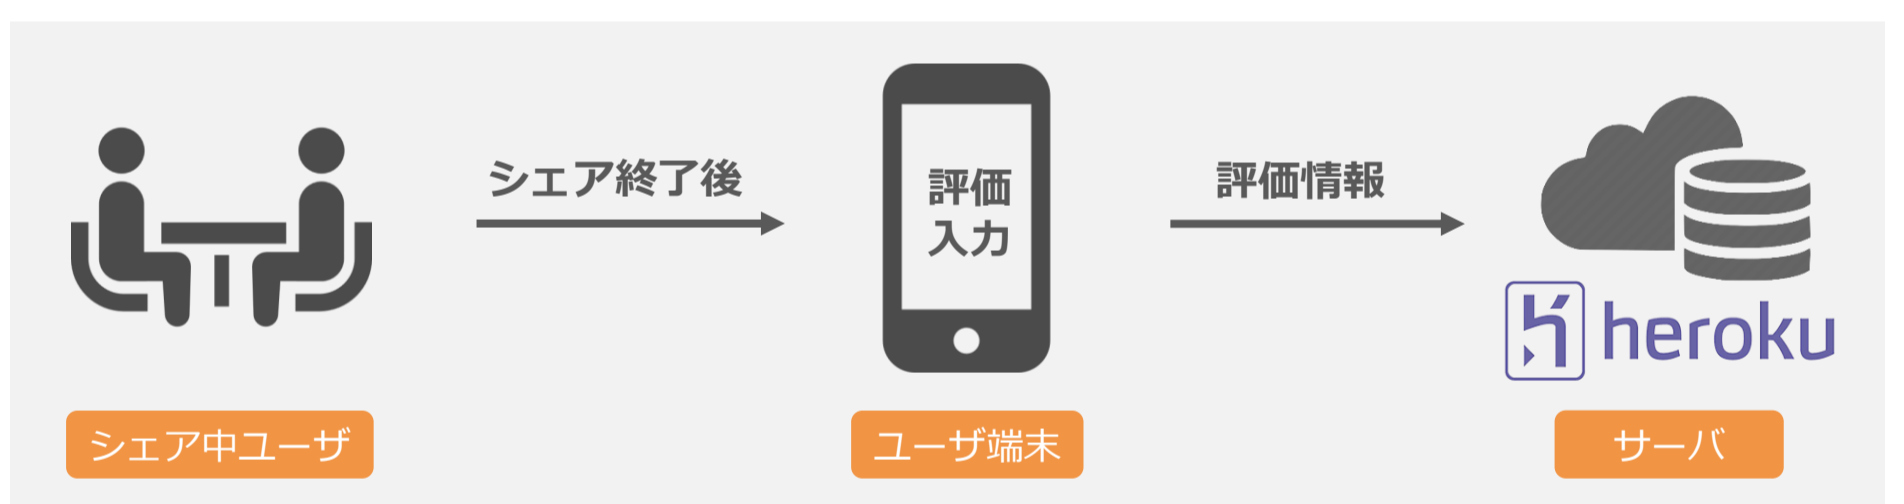 シェア終了後
評価
入力
評価情報
heroku
シェア中ユーザ
ユーザ端末
サーバ